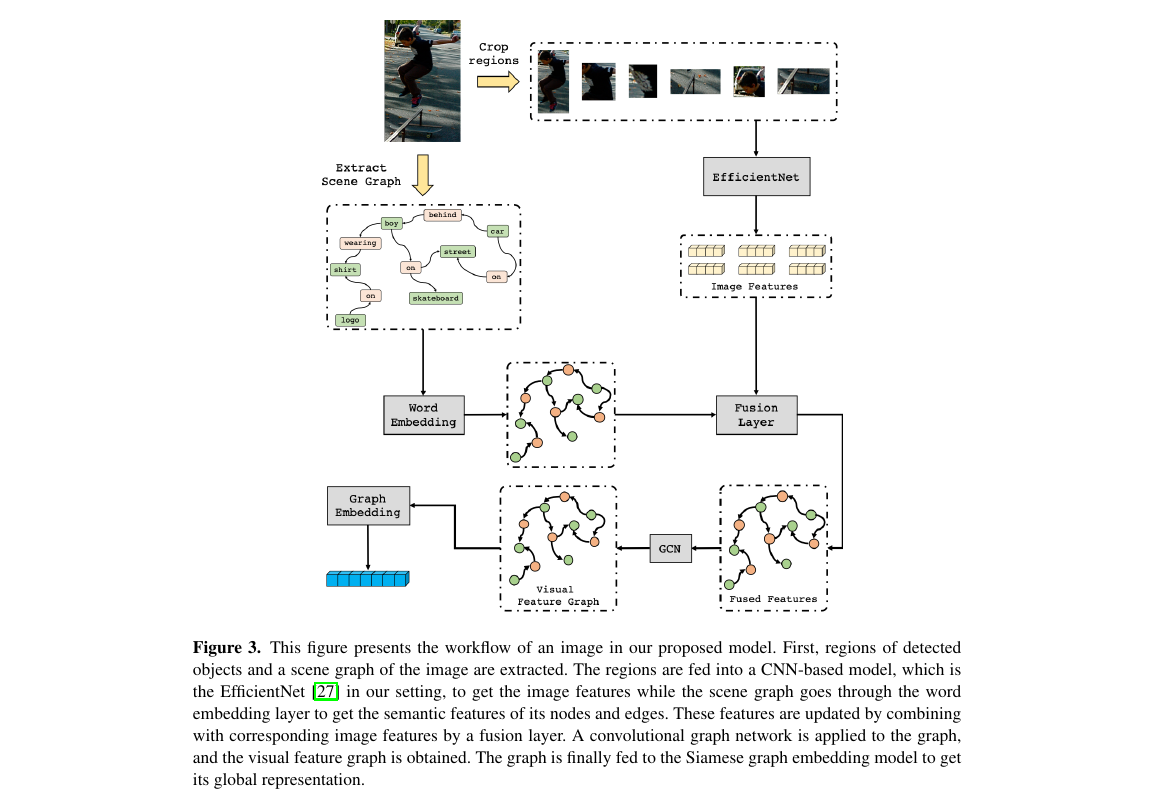 Crop
regions
Extract
Scene Graph
EfficientNet
behind
boy
car
wearing
street
shirt
on
on
on
skateboard
logo
Image Features
Word
Embedding
Fusion
Layer
Graph
Embedding
GCN
Visual
Feature Graph
Fused Features
Figure 3. This figure presents the workflow of an image in our proposed model. First, regions of detected
objects and a scene graph of the image are extracted. The regions are fed into a CNN-based model, which is
the EfficientNet [27] in our setting, to get the image features while the scene graph goes through the word
embedding layer to get the semantic features of its nodes and edges. These features are updated by combining
with corresponding image features by a fusion layer. A convolutional graph network is applied to the graph,
and the visual feature graph is obtained. The graph is finally fed to the Siamese graph embedding model to get
its global representation.